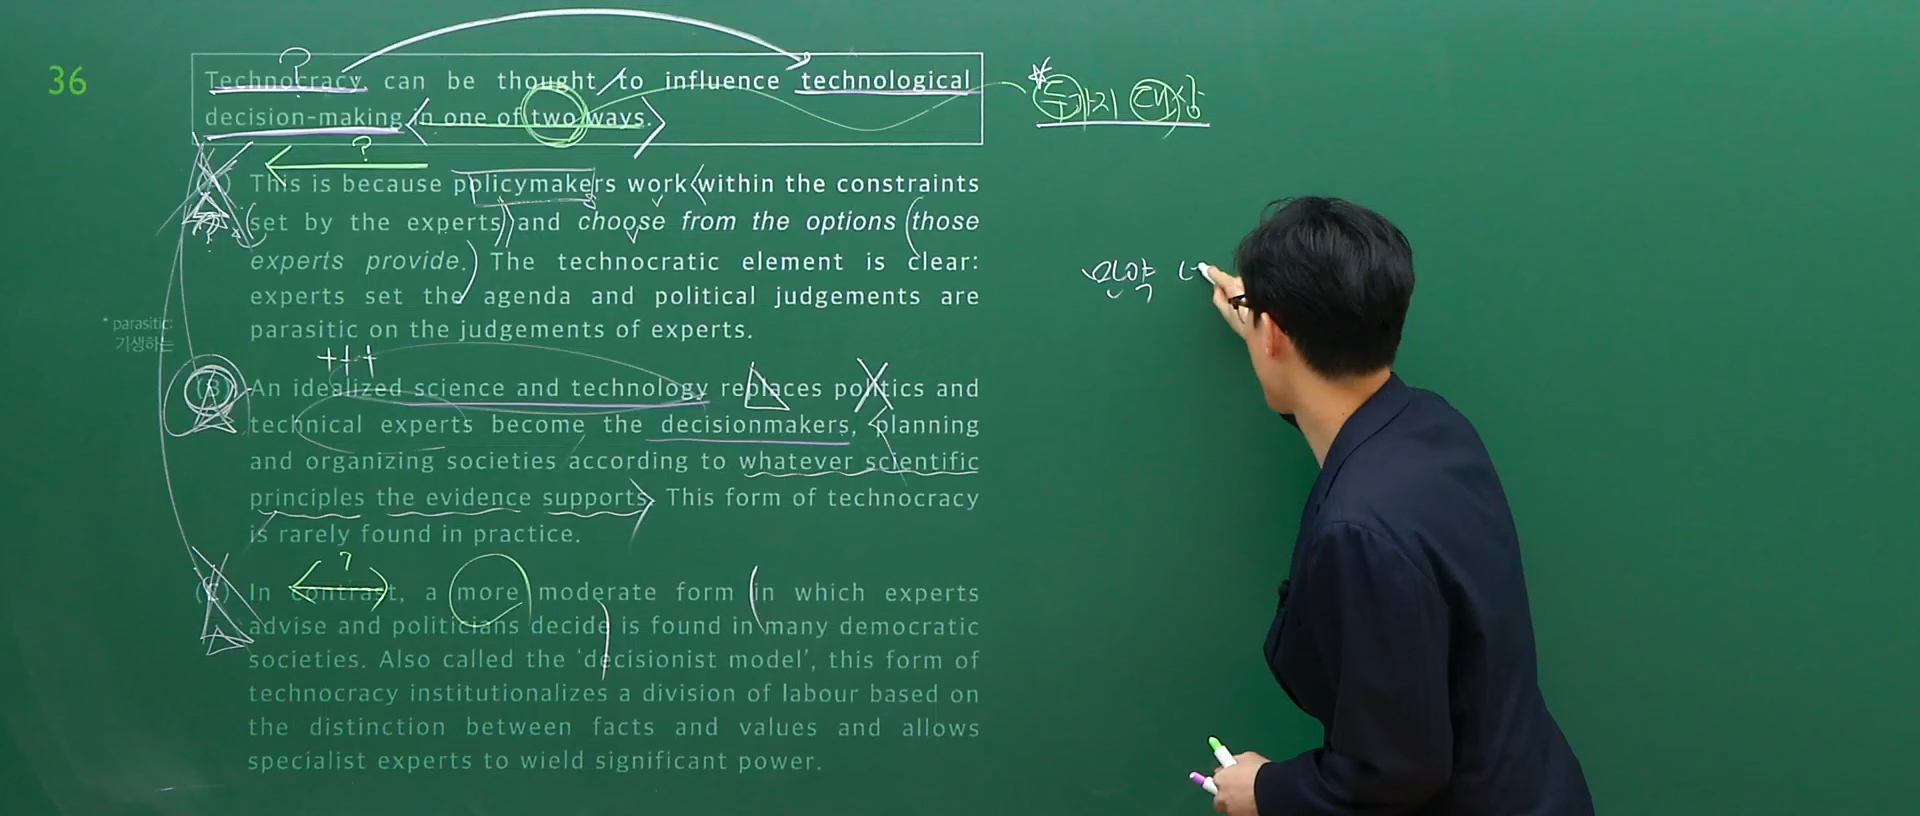 36
Technocracy can be thought to influence technological
decision-making in one of two ways.
두가지 대상
(A) This is because policymakers work within the constraints
set by the experts and choose from the options those
experts provide. The technocratic element is clear:
experts set the agenda and political judgements are
parasitic on the judgements of experts.
* parasitic:
기생하는
(B) An idealized science and technology replaces politics and
technical experts become the decisionmakers, planning
and organizing societies according to whatever scientific
principles the evidence supports. This form of technocracy
is rarely found in practice.
(C) In contrast, a more moderate form in which experts
advise and politicians decide is found in many democratic
societies. Also called the ‘decisionist model’, this form of
technocracy institutionalizes a division of labour based on
the distinction between facts and values and allows
specialist experts to wield significant power.